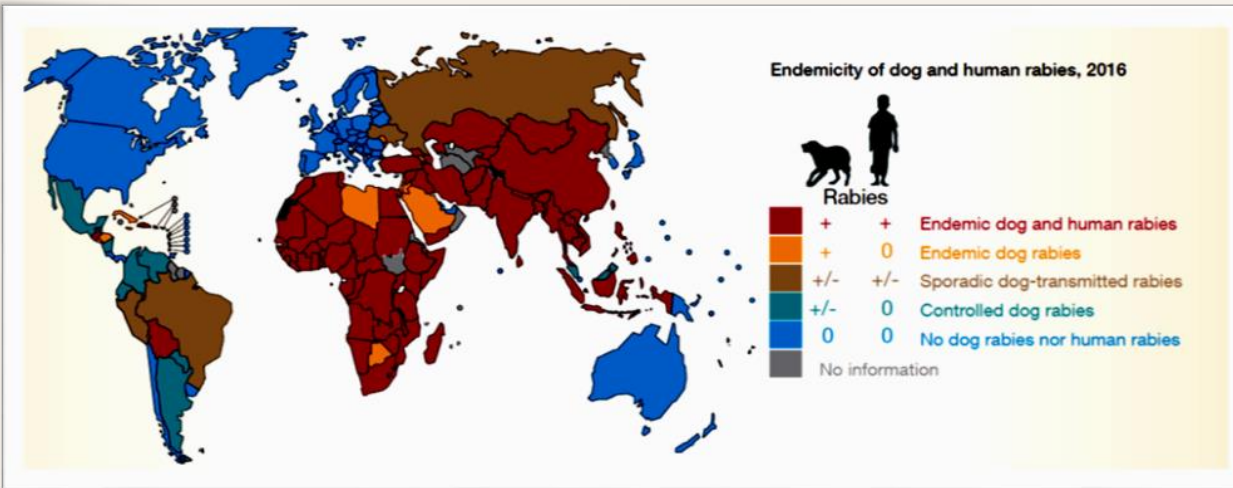 Endemicity of dog and human rabies, 2016
Rabies
+ + Endemic dog and human rabies
+ 0 Endemic dog rabies
+/- +/- Sporadic dog-transmitted rabies
+/- 0 Controlled dog rabies
0 0 No dog rabies nor human rabies
No information